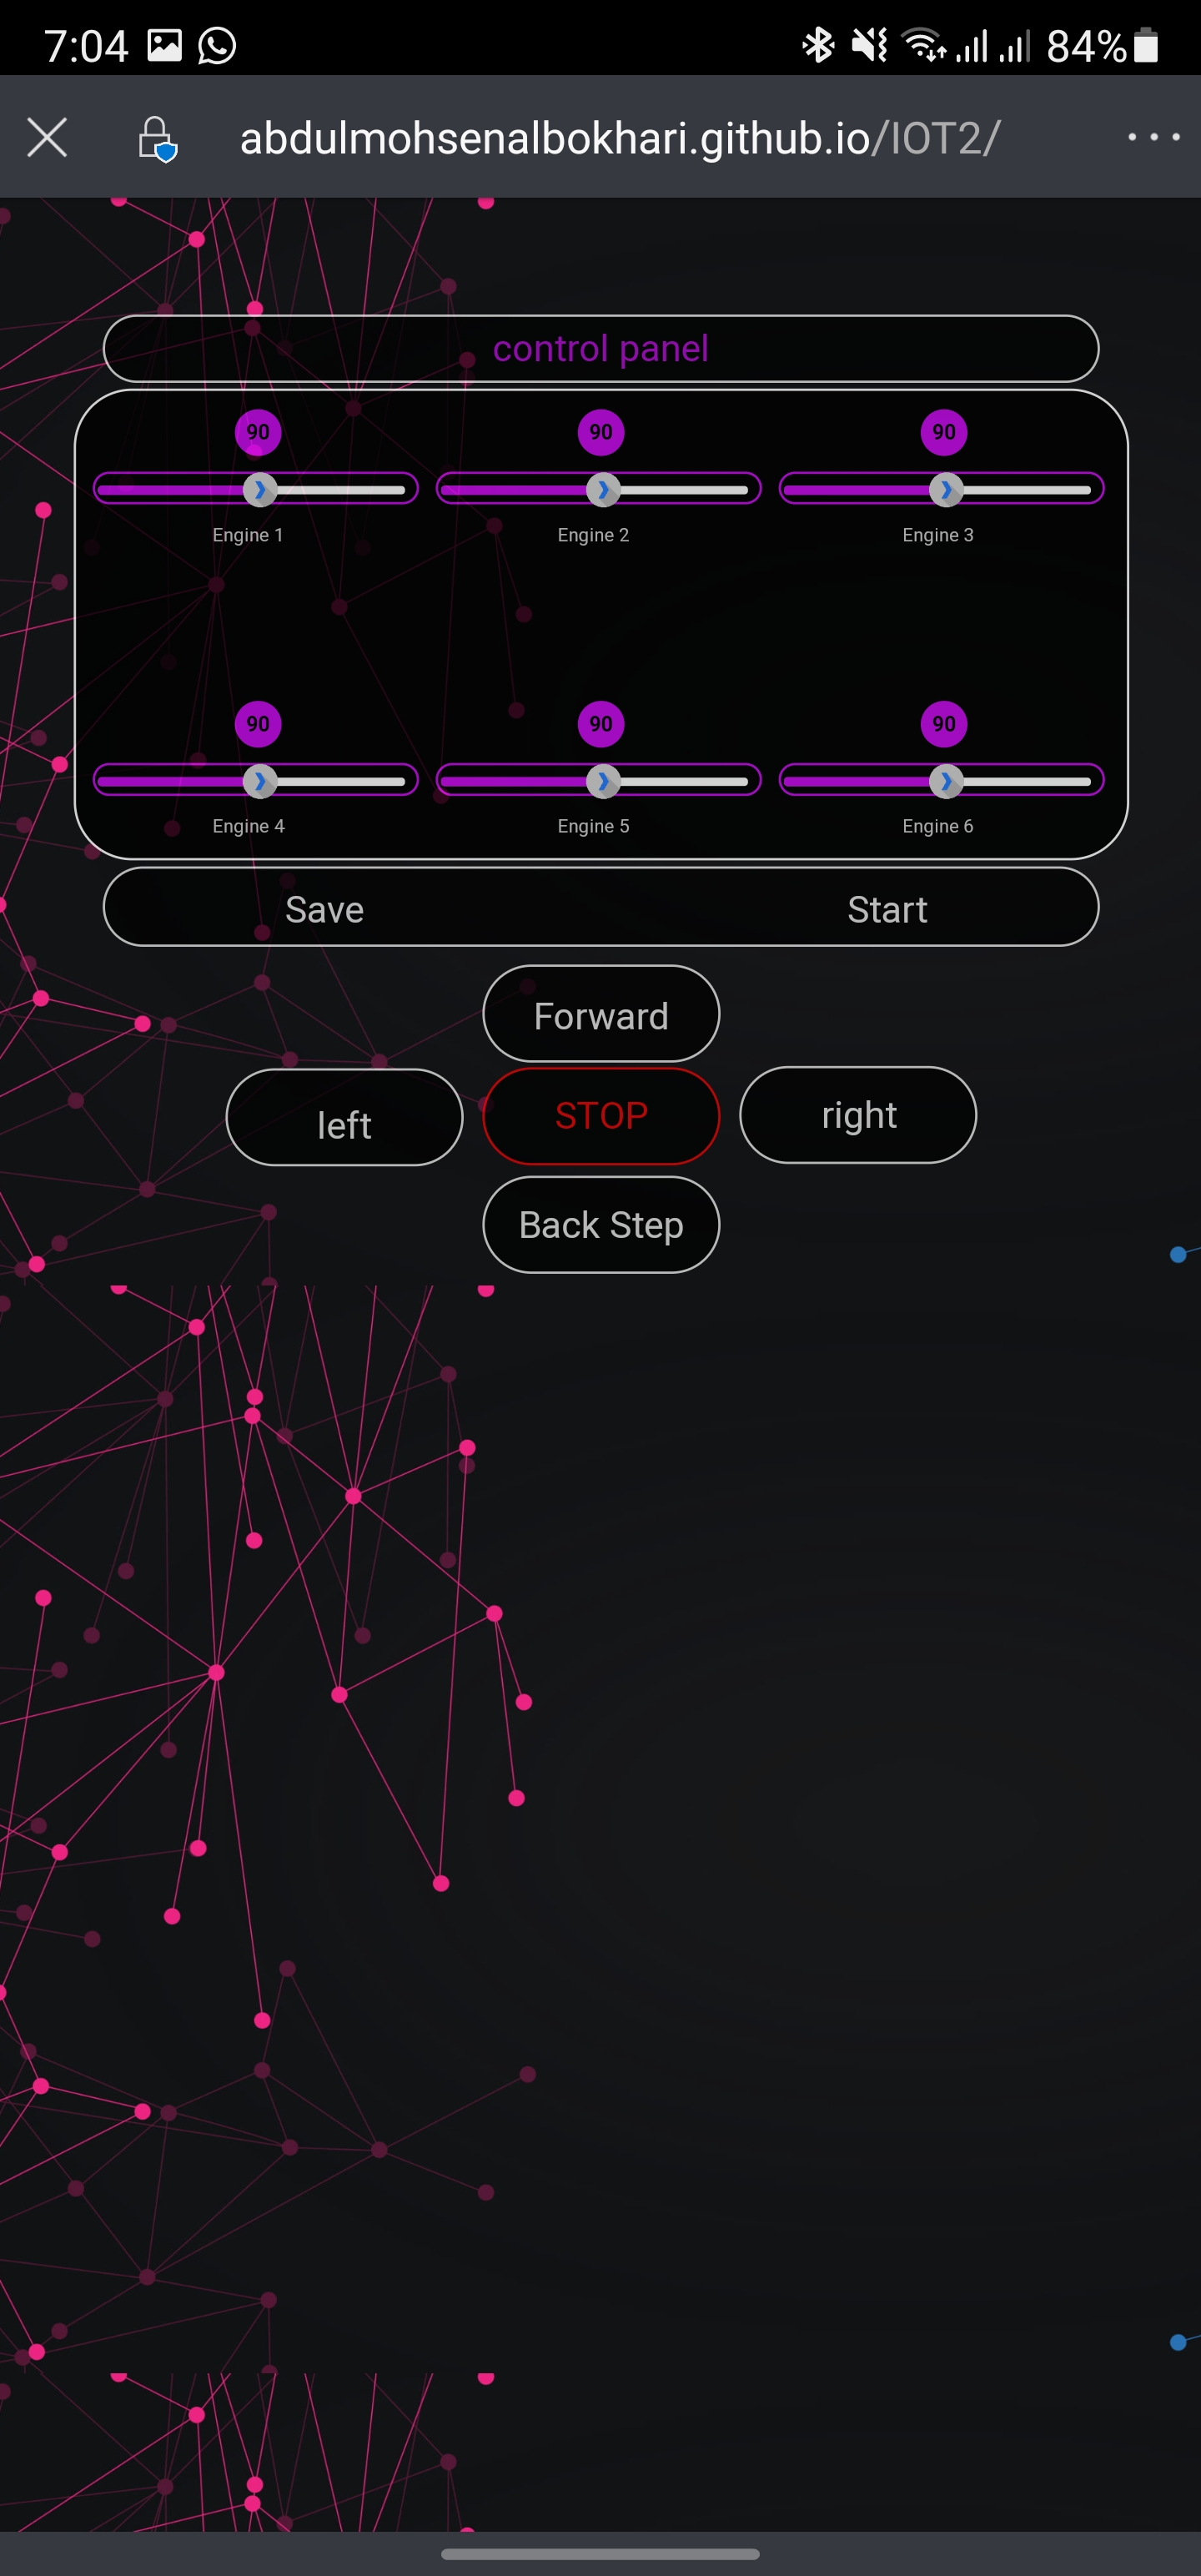 7:04 84%
abdulmohsenalbokhari.github.io/IOT2/
control panel
90 90 90
Engine 1 Engine 2 Engine 3
90 90 90
Engine 4 Engine 5 Engine 6
Save Start
Forward
left STOP right
Back Step